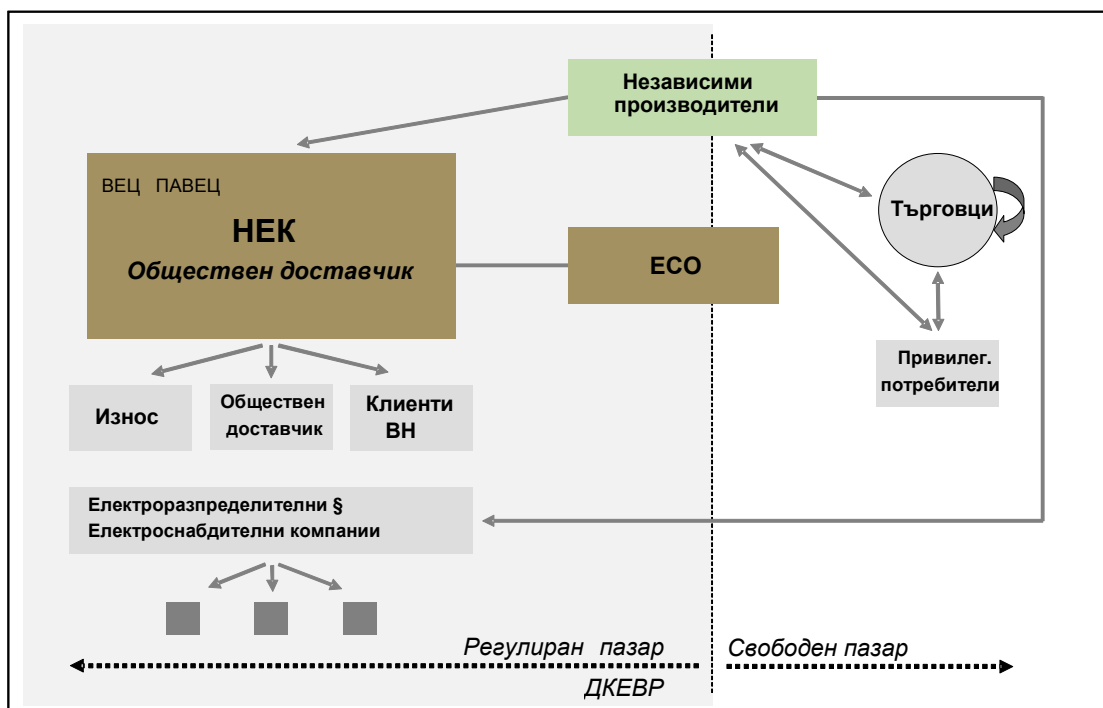 Независими
производители
ВЕЦ ПАВЕЦ
НЕК
Обществен доставчик
ЕСО
Търговци
Привилег.
потребители
Износ
Обществен
доставчик
Клиенти
ВН
Електроразпределителни §
Електроснабдителни компании
Регулиран пазар
Свободен пазар
ДКЕВР